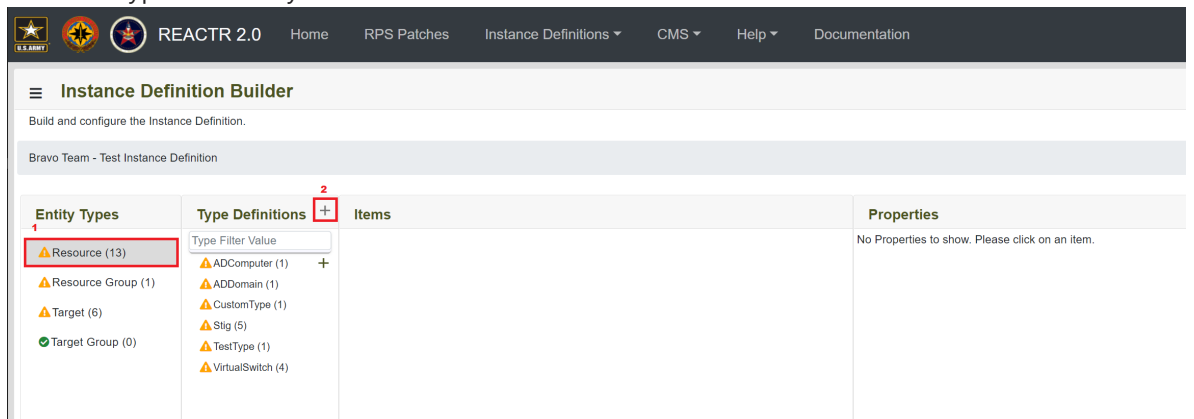 U.S.ARMY
REACTR 2.0 Home RPS Patches Instance Definitions CMS Help Documentation
Instance Definition Builder
Build and configure the Instance Definition.
Bravo Team - Test Instance Definition
2
Entity Types Type Definitions + Items Properties
1
Type Filter Value No Properties to show. Please click on an item.
Resource (13)
ADComputer (1) +
Resource Group (1)
ADDomain (1)
CustomType (1)
Target (6)
Stig (5)
Target Group (0)
TestType (1)
VirtualSwitch (4)